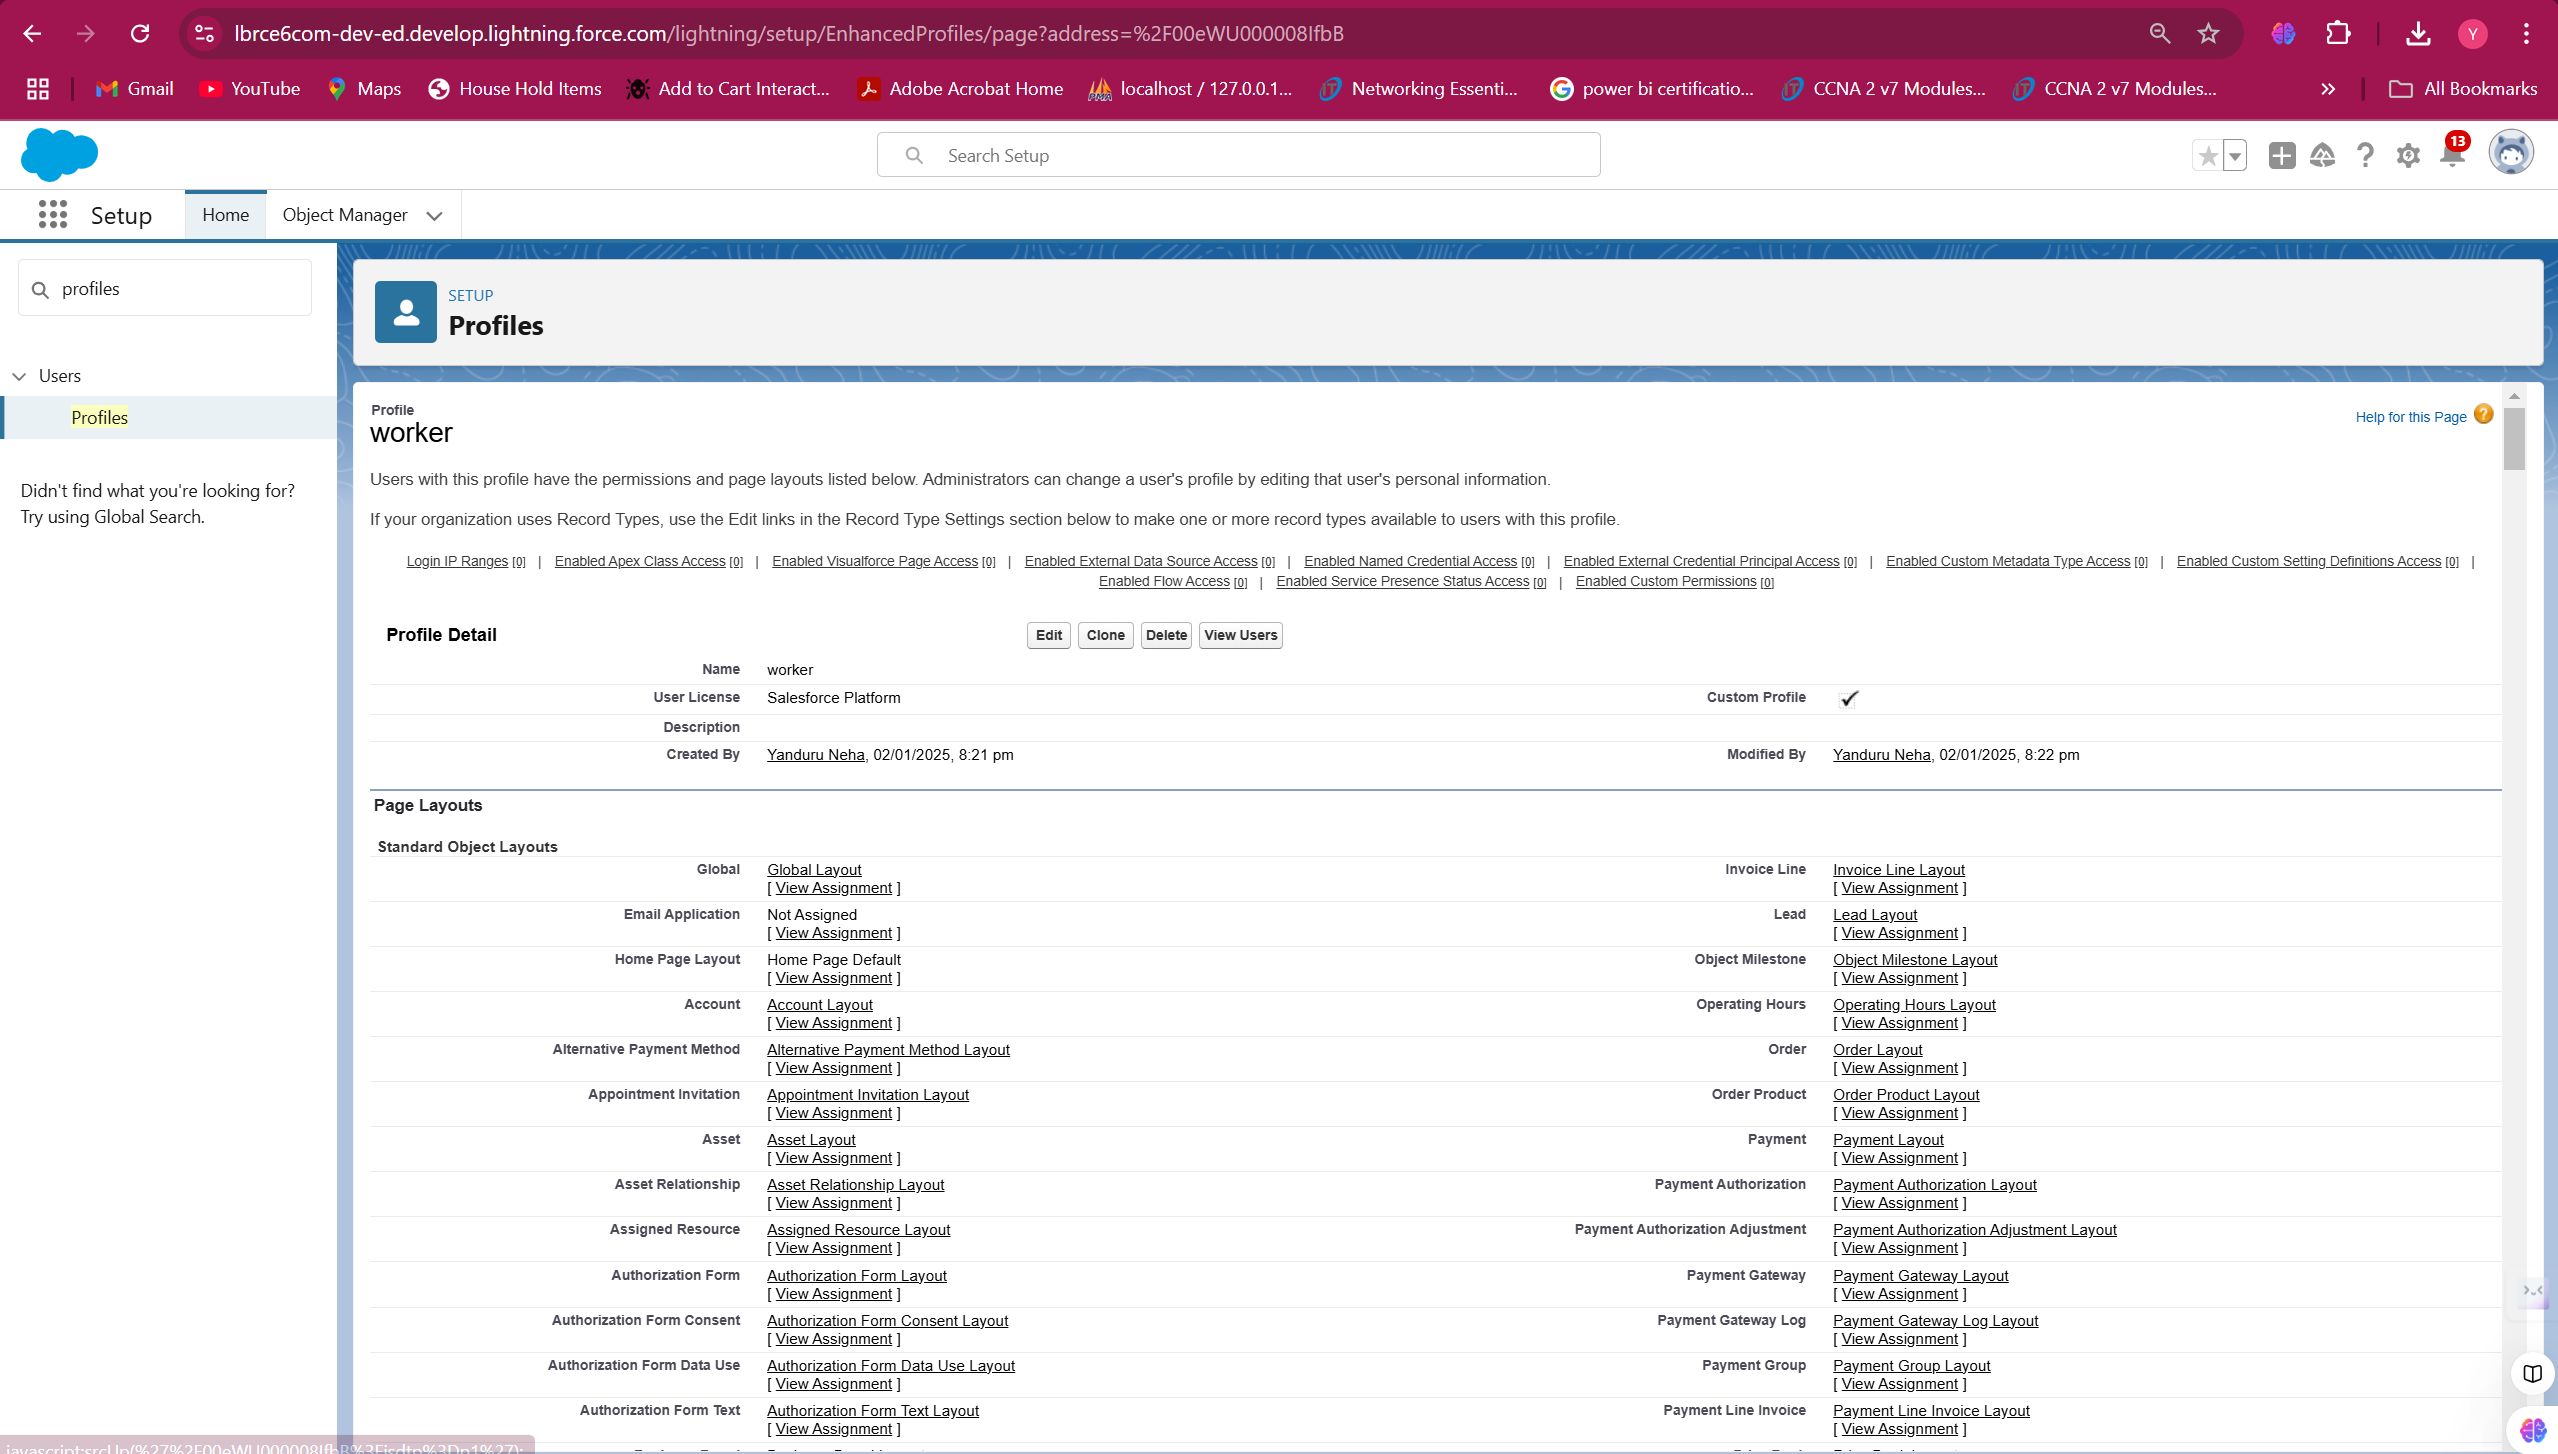 lbrce6com-dev-ed.develop.lightning.force.com/lightning/setup/EnhancedProfiles/page?address=%2F00eWU000008IfbB
Y
Gmail YouTube Maps House Hold Items Add to Cart Interact... Adobe Acrobat Home localhost / 127.0.0.1... Networking Essenti... power bi certificatio... CCNA 2 v7 Modules... CCNA 2 v7 Modules... All Bookmarks
Search Setup
13
Setup Home Object Manager
profiles
Users
Profiles
Didn't find what you're looking for?
Try using Global Search.
SETUP
Profiles
Profile
worker
Help for this Page
Users with this profile have the permissions and page layouts listed below. Administrators can change a user's profile by editing that user's personal information.
If your organization uses Record Types, use the Edit links in the Record Type Settings section below to make one or more record types available to users with this profile.
Login IP Ranges [0] | Enabled Apex Class Access [0] | Enabled Visualforce Page Access [0] | Enabled External Data Source Access [0] | Enabled Named Credential Access [0] | Enabled External Credential Principal Access [0] | Enabled Custom Metadata Type Access [0] | Enabled Custom Setting Definitions Access [0] |
Enabled Flow Access [0] | Enabled Service Presence Status Access [0] | Enabled Custom Permissions [0]
Profile Detail Edit Clone Delete View Users
Name worker
User License Salesforce Platform Custom Profile
Description
Created By Yanduru Neha, 02/01/2025, 8:21 pm Modified By Yanduru Neha, 02/01/2025, 8:22 pm
Page Layouts
Standard Object Layouts
Global Global Layout Invoice Line Invoice Line Layout
[ View Assignment ] [ View Assignment ]
Email Application Not Assigned Lead Lead Layout
[ View Assignment ] [ View Assignment ]
Home Page Layout Home Page Default Object Milestone Object Milestone Layout
[ View Assignment ] [ View Assignment ]
Account Account Layout Operating Hours Operating Hours Layout
[ View Assignment ] [ View Assignment ]
Alternative Payment Method Alternative Payment Method Layout Order Order Layout
[ View Assignment ] [ View Assignment ]
Appointment Invitation Appointment Invitation Layout Order Product Order Product Layout
[ View Assignment ] [ View Assignment ]
Asset Asset Layout Payment Payment Layout
[ View Assignment ] [ View Assignment ]
Asset Relationship Asset Relationship Layout Payment Authorization Payment Authorization Layout
[ View Assignment ] [ View Assignment ]
Assigned Resource Assigned Resource Layout Payment Authorization Adjustment Payment Authorization Adjustment Layout
[ View Assignment ] [ View Assignment ]
Authorization Form Authorization Form Layout Payment Gateway Payment Gateway Layout
[ View Assignment ] [ View Assignment ]
Authorization Form Consent Authorization Form Consent Layout Payment Gateway Log Payment Gateway Log Layout
[ View Assignment ] [ View Assignment ]
Authorization Form Data Use Authorization Form Data Use Layout Payment Group Payment Group Layout
[ View Assignment ] [ View Assignment ]
Authorization Form Text Authorization Form Text Layout Payment Line Invoice Payment Line Invoice Layout
[ View Assignment ] [ View Assignment ]